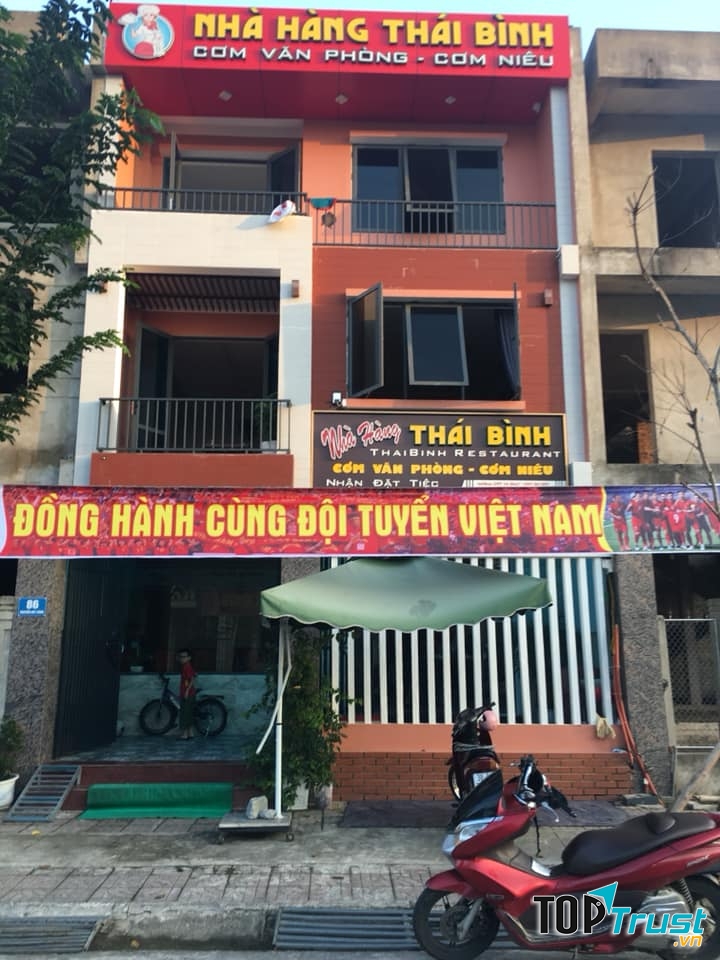 NHÀ HÀNG THÁI BÌNH
CƠM VĂN PHÒNG - CƠM NIÊU
Nhà Hàng THÁI BÌNH
THAIBINH RESTAURANT
CƠM VĂN PHÒNG - CƠM NIÊU
NHẬN ĐẶT TIỆC
ĐỒNG HÀNH CÙNG ĐỘI TUYỂN VIỆT NAM
86
TOPTrust.vn